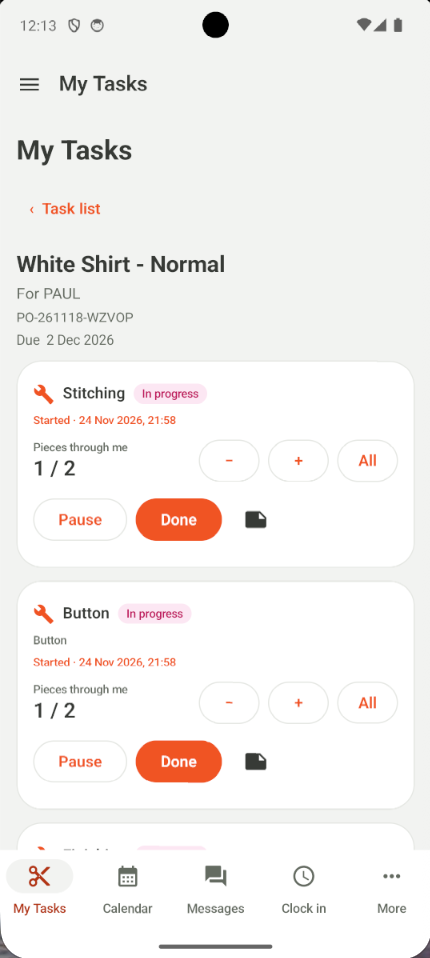 12:13
My Tasks
My Tasks
‹ Task list
White Shirt - Normal
For PAUL
PO-261118-WZVOP
Due 2 Dec 2026
Stitching In progress
Started · 24 Nov 2026, 21:58
Pieces through me
1 / 2
− + All
Pause Done
Button In progress
Button
Started · 24 Nov 2026, 21:58
Pieces through me
1 / 2
− + All
Pause Done
My Tasks Calendar Messages Clock in More